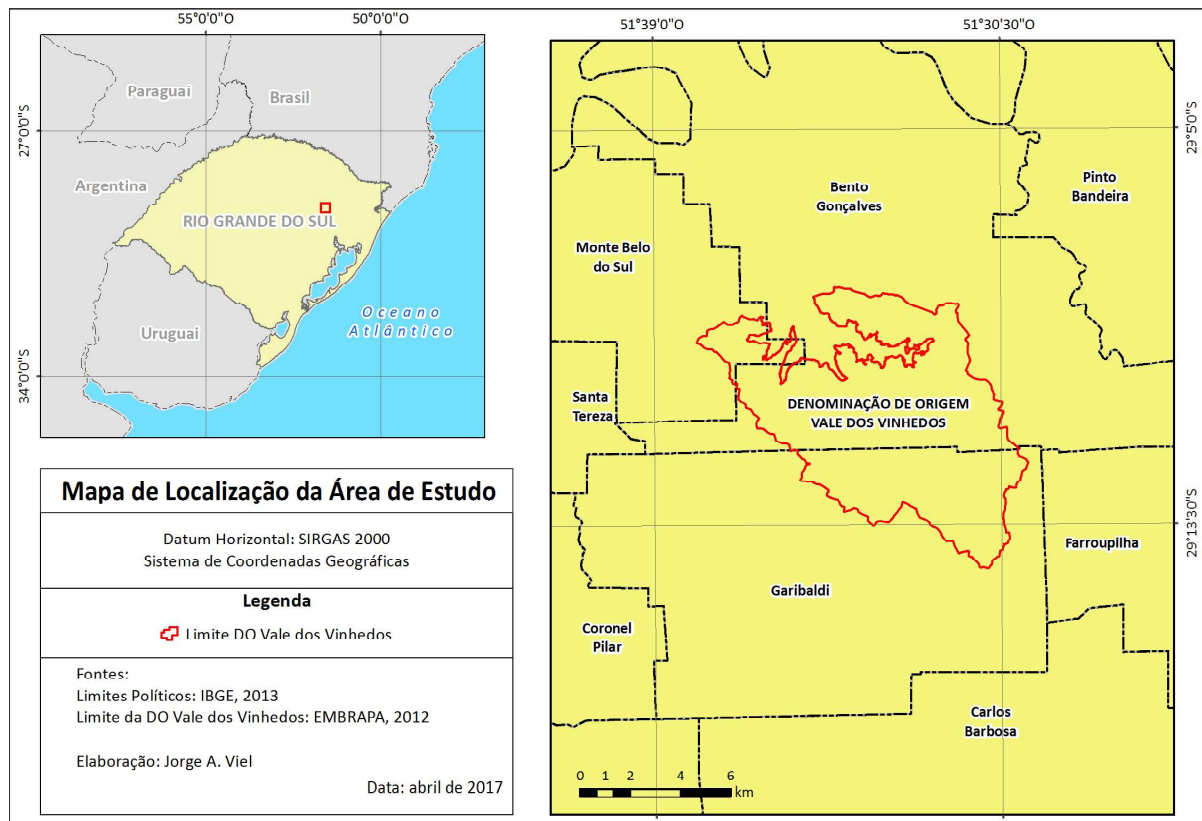 55°0'0"O
50°0'0"O
27°0'0"S
34°0'0"S
Paraguai
Brasil
Argentina
RIO GRANDE DO SUL
Uruguai
Oceano
Atlântico
Mapa de Localização da Área de Estudo
Datum Horizontal: SIRGAS 2000
Sistema de Coordenadas Geográficas
Legenda
Limite DO Vale dos Vinhedos
Fontes:
Limites Políticos: IBGE, 2013
Limite da DO Vale dos Vinhedos: EMBRAPA, 2012
Elaboração: Jorge A. Viel
Data: abril de 2017
51°39'0"O
51°30'30"O
29°5'0"S
29°13'30"S
Bento
Gonçalves
Pinto
Bandeira
Monte Belo
do Sul
Santa
Tereza
DENOMINAÇÃO DE ORIGEM
VALE DOS VINHEDOS
Farroupilha
Garibaldi
Coronel
Pilar
Carlos
Barbosa
0 1 2 4 6
km